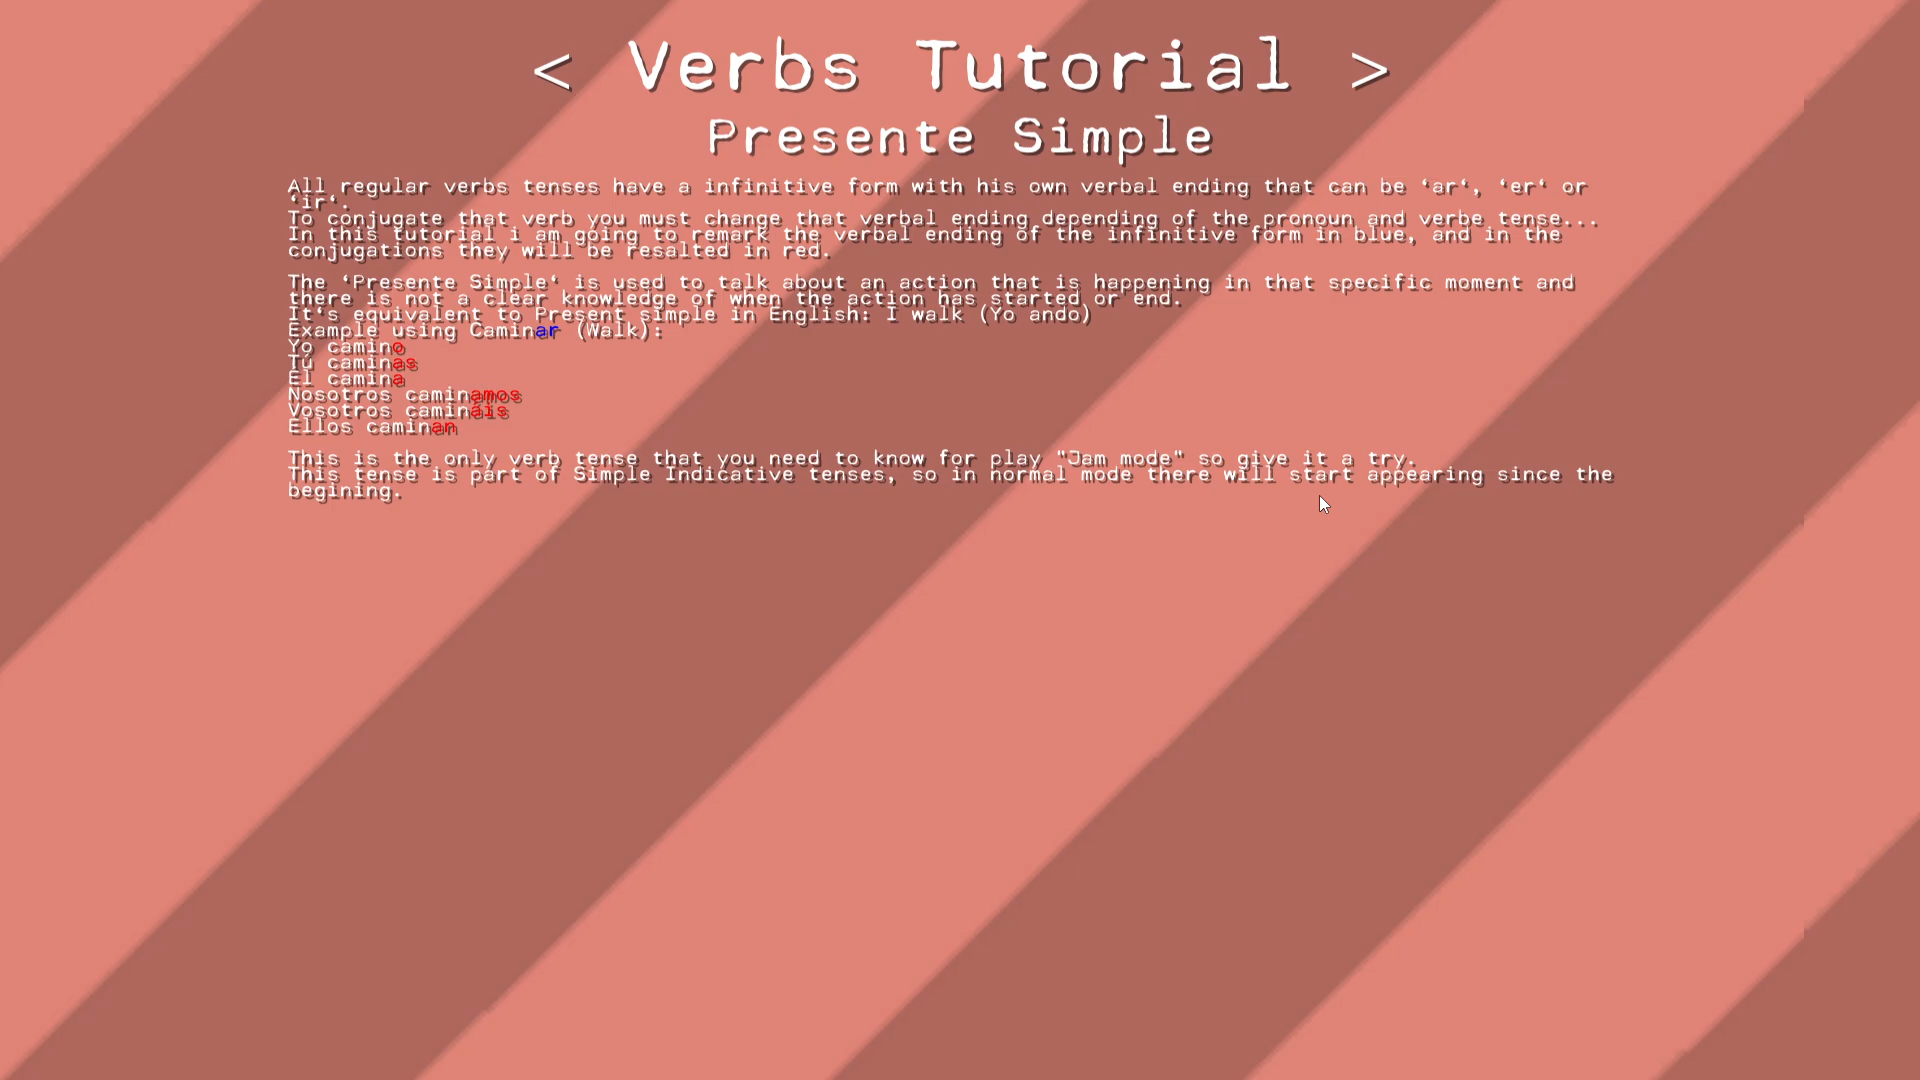 < Verbs Tutorial >
Presente Simple
All regular verbs tenses have a infinitive form with his own verbal ending that can be 'ar', 'er' or
'ir'.
To conjugate that verb you must change that verbal ending depending of the pronoun and verbe tense...
In this tutorial i am going to remark the verbal ending of the infinitive form in blue, and in the
conjugations they will be resalted in red.
The 'Presente Simple' is used to talk about an action that is happening in that specific moment and
there is not a clear knowledge of when the action has started or end.
It's equivalent to Present simple in English: I walk (Yo ando)
Example using Caminar (Walk):
Yo camino
Tú caminas
Él camina
Nosotros caminamos
Vosotros camináis
Ellos caminan
This is the only verb tense that you need to know for play "Jam mode" so give it a try.
This tense is part of Simple Indicative tenses, so in normal mode there will start appearing since the
begining.